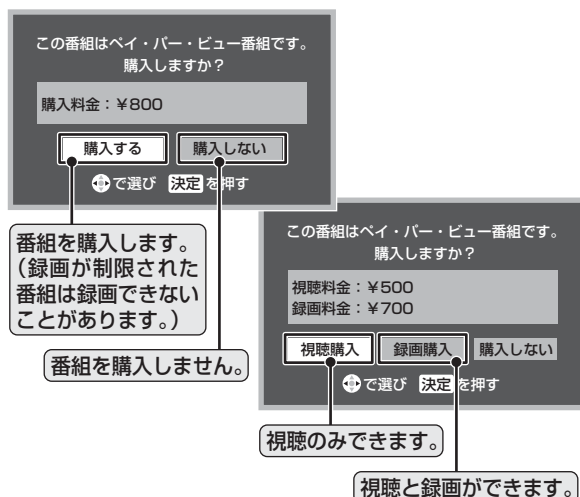 この番組はペイ・パー・ビュー番組です。
購入しますか？
購入料金：￥800
購入する 購入しない
で選び 決定 を押す
番組を購入します。
（録画が制限された
番組は録画できない
ことがあります。）
番組を購入しません。
この番組はペイ・パー・ビュー番組です。
購入しますか？
視聴料金：￥500
録画料金：￥700
視聴購入 録画購入 購入しない
で選び 決定 を押す
視聴のみできます。
視聴と録画ができます。